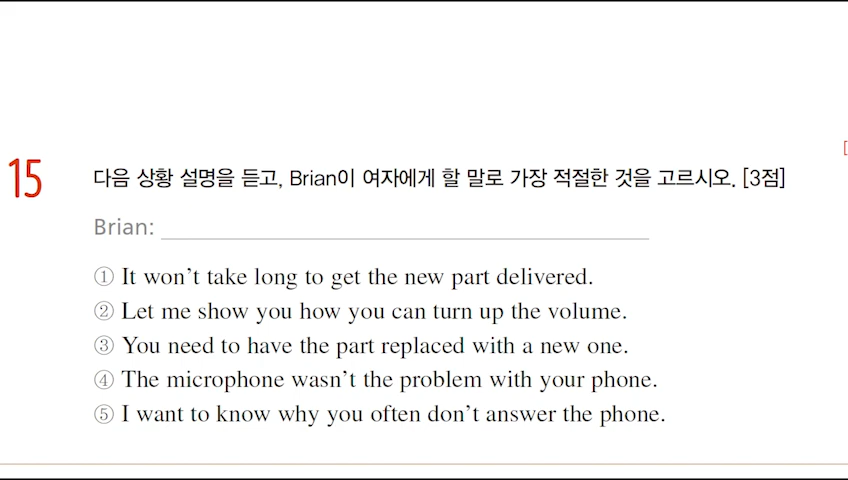 15
다음 상황 설명을 듣고, Brian이 여자에게 할 말로 가장 적절한 것을 고르시오. [3점]
Brian:
① It won’t take long to get the new part delivered.
② Let me show you how you can turn up the volume.
③ You need to have the part replaced with a new one.
④ The microphone wasn’t the problem with your phone.
⑤ I want to know why you often don’t answer the phone.